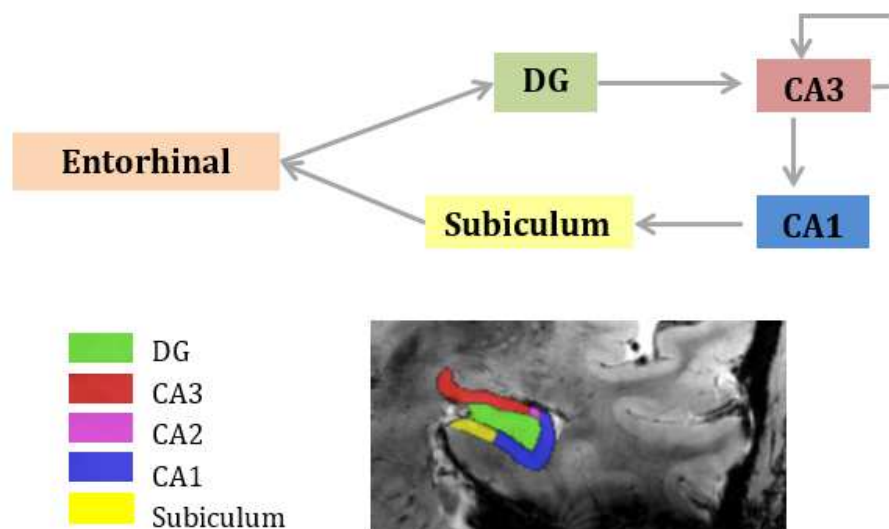 DG
CA3
Entorhinal
Subiculum
CA1
DG
CA3
CA2
CA1
Subiculum